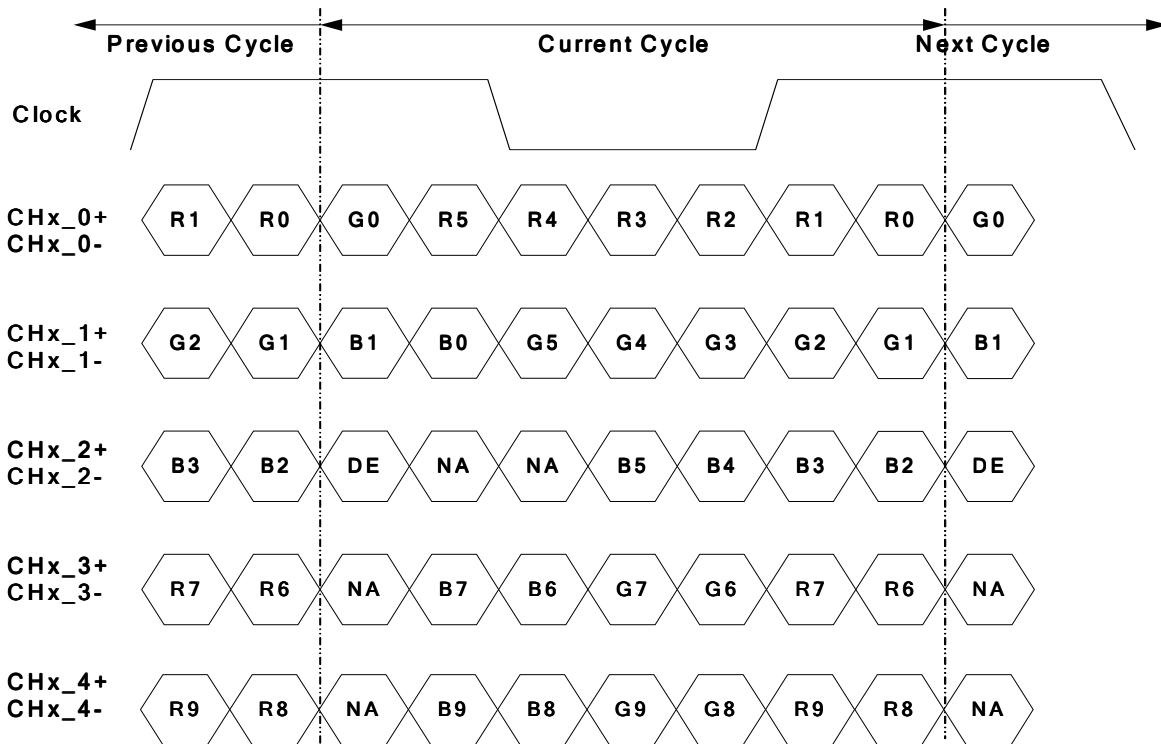 Previous Cycle Current Cycle Next Cycle
Clock
CHx_0+
CHx_0-
R1 R0 G0 R5 R4 R3 R2 R1 R0 G0
CHx_1+
CHx_1-
G2 G1 B1 B0 G5 G4 G3 G2 G1 B1
CHx_2+
CHx_2-
B3 B2 DE NA NA B5 B4 B3 B2 DE
CHx_3+
CHx_3-
R7 R6 NA B7 B6 G7 G6 R7 R6 NA
CHx_4+
CHx_4-
R9 R8 NA B9 B8 G9 G8 R9 R8 NA